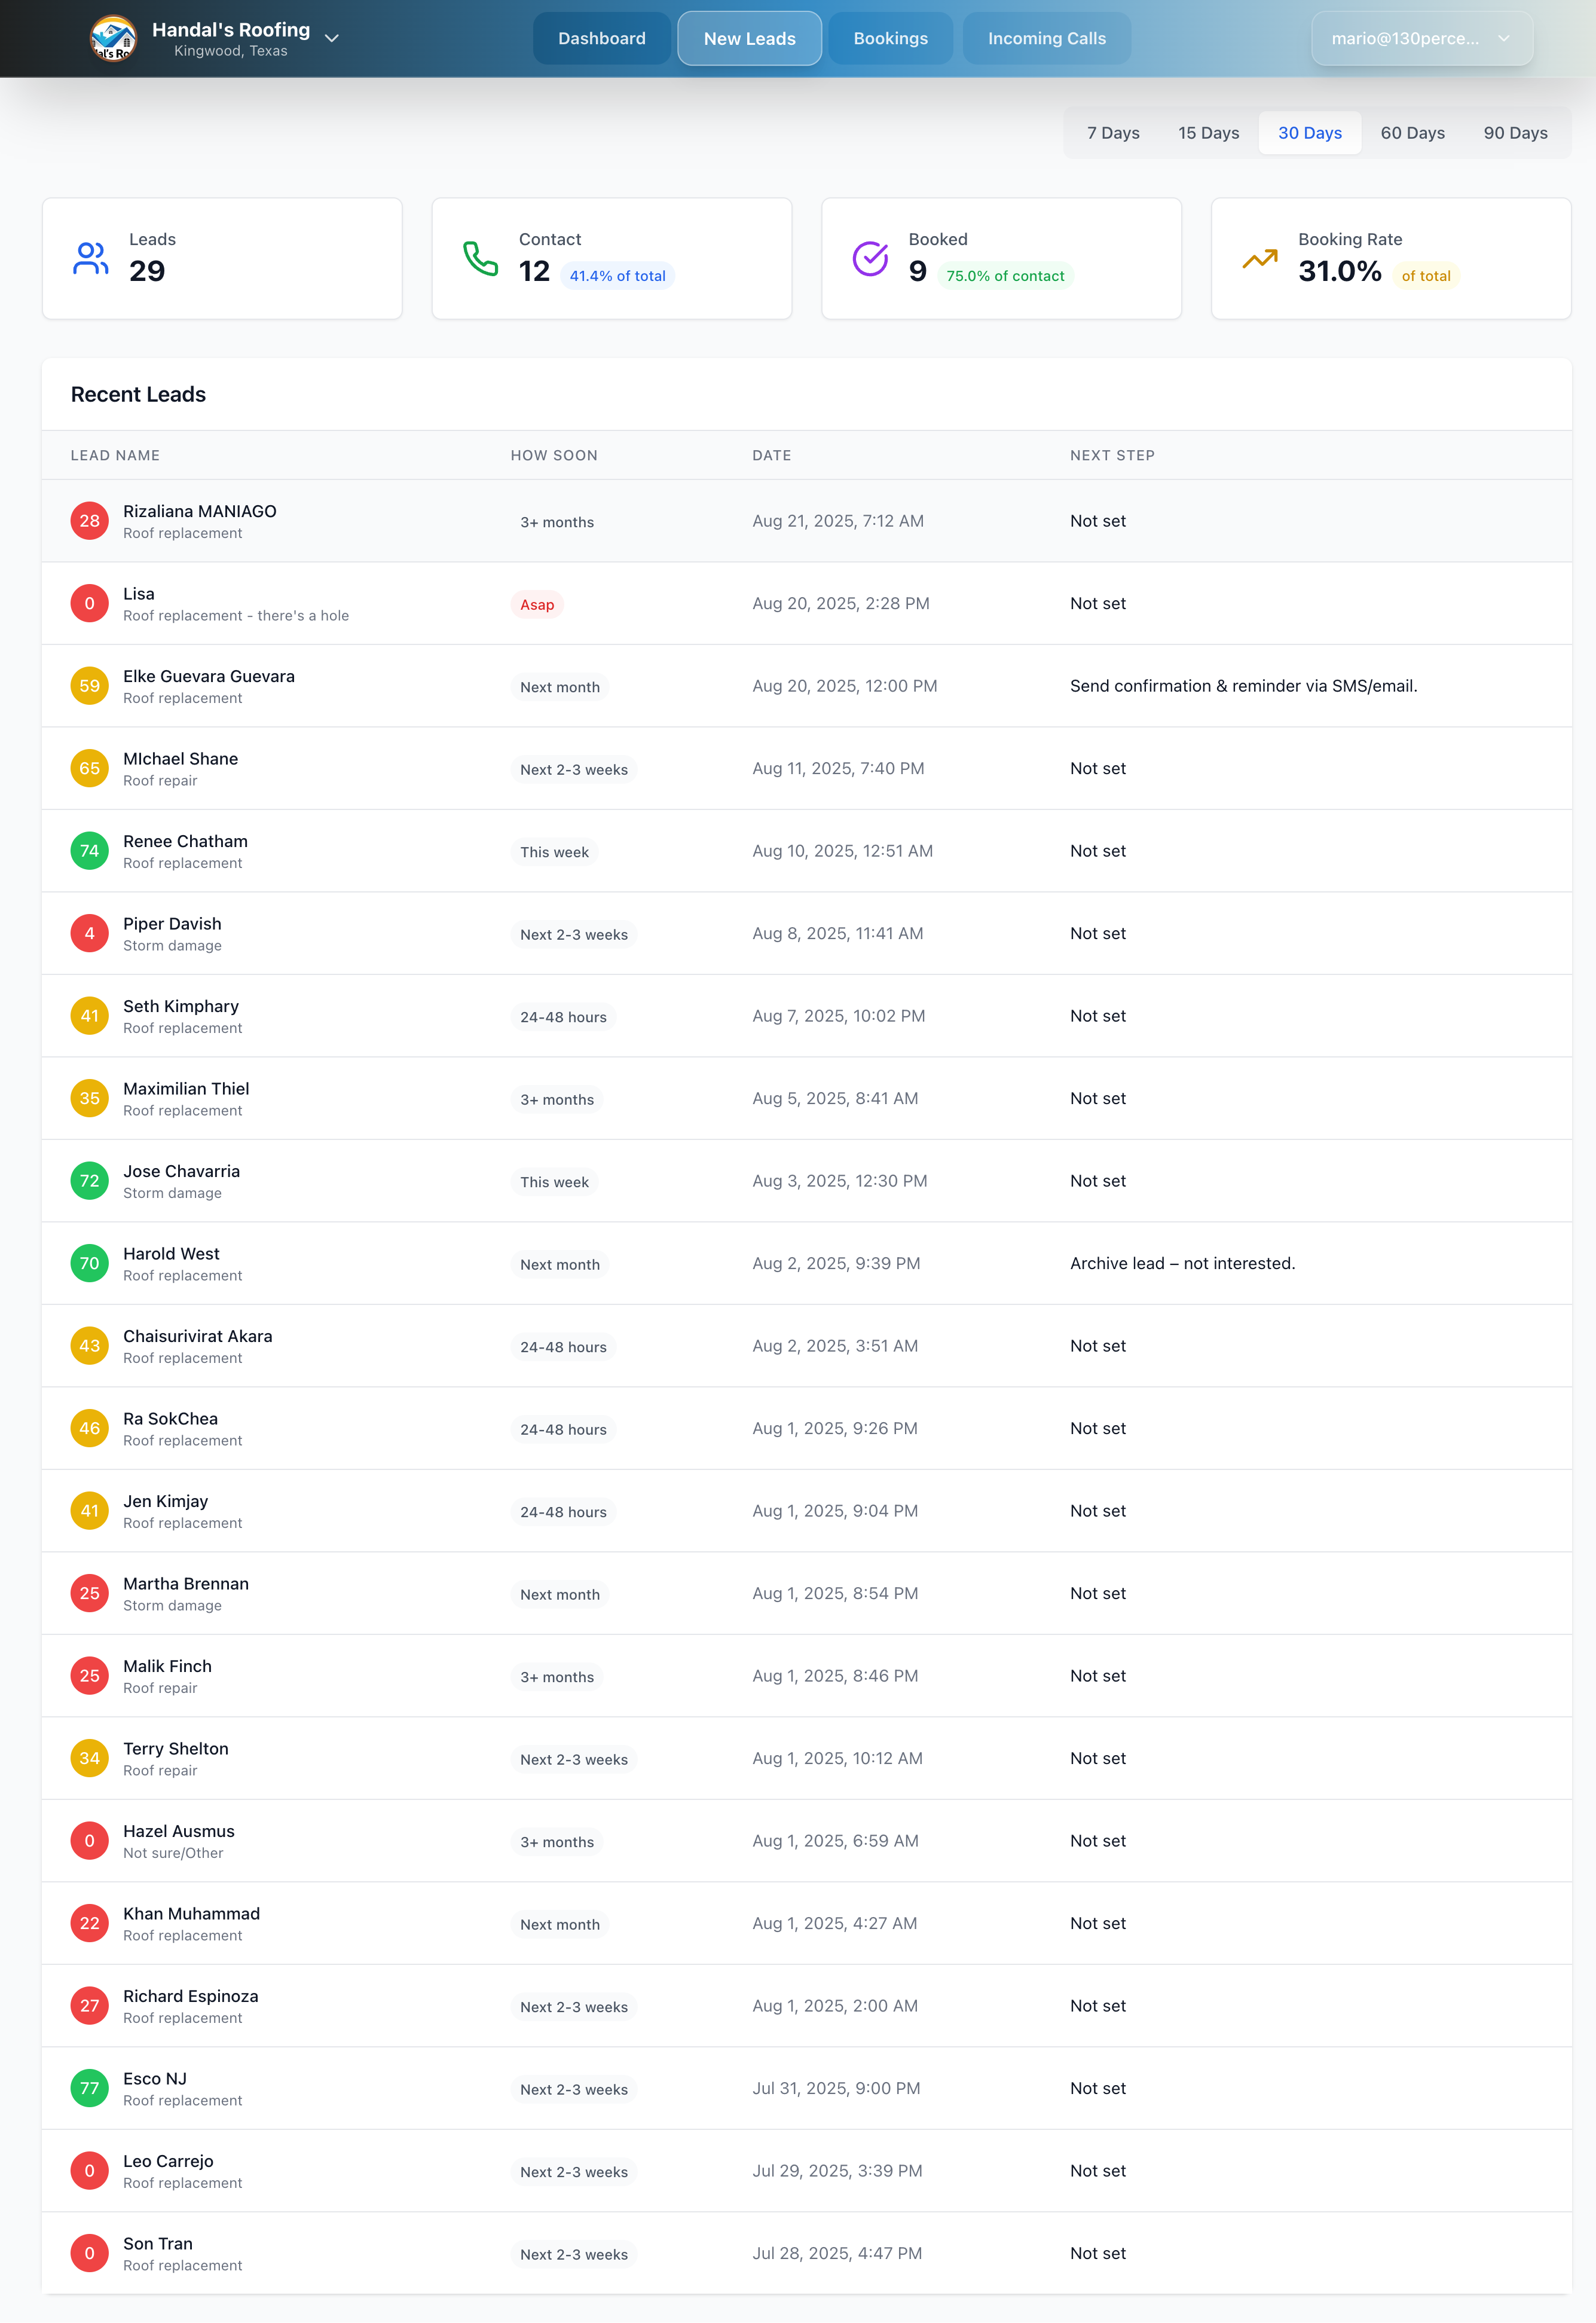 Handal's Roofing
Kingwood, Texas
Dashboard
New Leads
Bookings
Incoming Calls
mario@130perce...
7 Days
15 Days
30 Days
60 Days
90 Days
Leads
29
Contact
12 41.4% of total
Booked
9 75.0% of contact
Booking Rate
31.0% of total
Recent Leads
LEAD NAME HOW SOON DATE NEXT STEP
28 Rizaliana MANIAGO
Roof replacement
3+ months
Aug 21, 2025, 7:12 AM
Not set
0 Lisa
Roof replacement - there's a hole
Asap
Aug 20, 2025, 2:28 PM
Not set
59 Elke Guevara Guevara
Roof replacement
Next month
Aug 20, 2025, 12:00 PM
Send confirmation & reminder via SMS/email.
65 MIchael Shane
Roof repair
Next 2-3 weeks
Aug 11, 2025, 7:40 PM
Not set
74 Renee Chatham
Roof replacement
This week
Aug 10, 2025, 12:51 AM
Not set
4 Piper Davish
Storm damage
Next 2-3 weeks
Aug 8, 2025, 11:41 AM
Not set
41 Seth Kimphary
Roof replacement
24-48 hours
Aug 7, 2025, 10:02 PM
Not set
35 Maximilian Thiel
Roof replacement
3+ months
Aug 5, 2025, 8:41 AM
Not set
72 Jose Chavarria
Storm damage
This week
Aug 3, 2025, 12:30 PM
Not set
70 Harold West
Roof replacement
Next month
Aug 2, 2025, 9:39 PM
Archive lead – not interested.
43 Chaisurivirat Akara
Roof replacement
24-48 hours
Aug 2, 2025, 3:51 AM
Not set
46 Ra SokChea
Roof replacement
24-48 hours
Aug 1, 2025, 9:26 PM
Not set
41 Jen Kimjay
Roof replacement
24-48 hours
Aug 1, 2025, 9:04 PM
Not set
25 Martha Brennan
Storm damage
Next month
Aug 1, 2025, 8:54 PM
Not set
25 Malik Finch
Roof repair
3+ months
Aug 1, 2025, 8:46 PM
Not set
34 Terry Shelton
Roof repair
Next 2-3 weeks
Aug 1, 2025, 10:12 AM
Not set
0 Hazel Ausmus
Not sure/Other
3+ months
Aug 1, 2025, 6:59 AM
Not set
22 Khan Muhammad
Roof replacement
Next month
Aug 1, 2025, 4:27 AM
Not set
27 Richard Espinoza
Roof replacement
Next 2-3 weeks
Aug 1, 2025, 2:00 AM
Not set
77 Esco NJ
Roof replacement
Next 2-3 weeks
Jul 31, 2025, 9:00 PM
Not set
0 Leo Carrejo
Roof replacement
Next 2-3 weeks
Jul 29, 2025, 3:39 PM
Not set
0 Son Tran
Roof replacement
Next 2-3 weeks
Jul 28, 2025, 4:47 PM
Not set